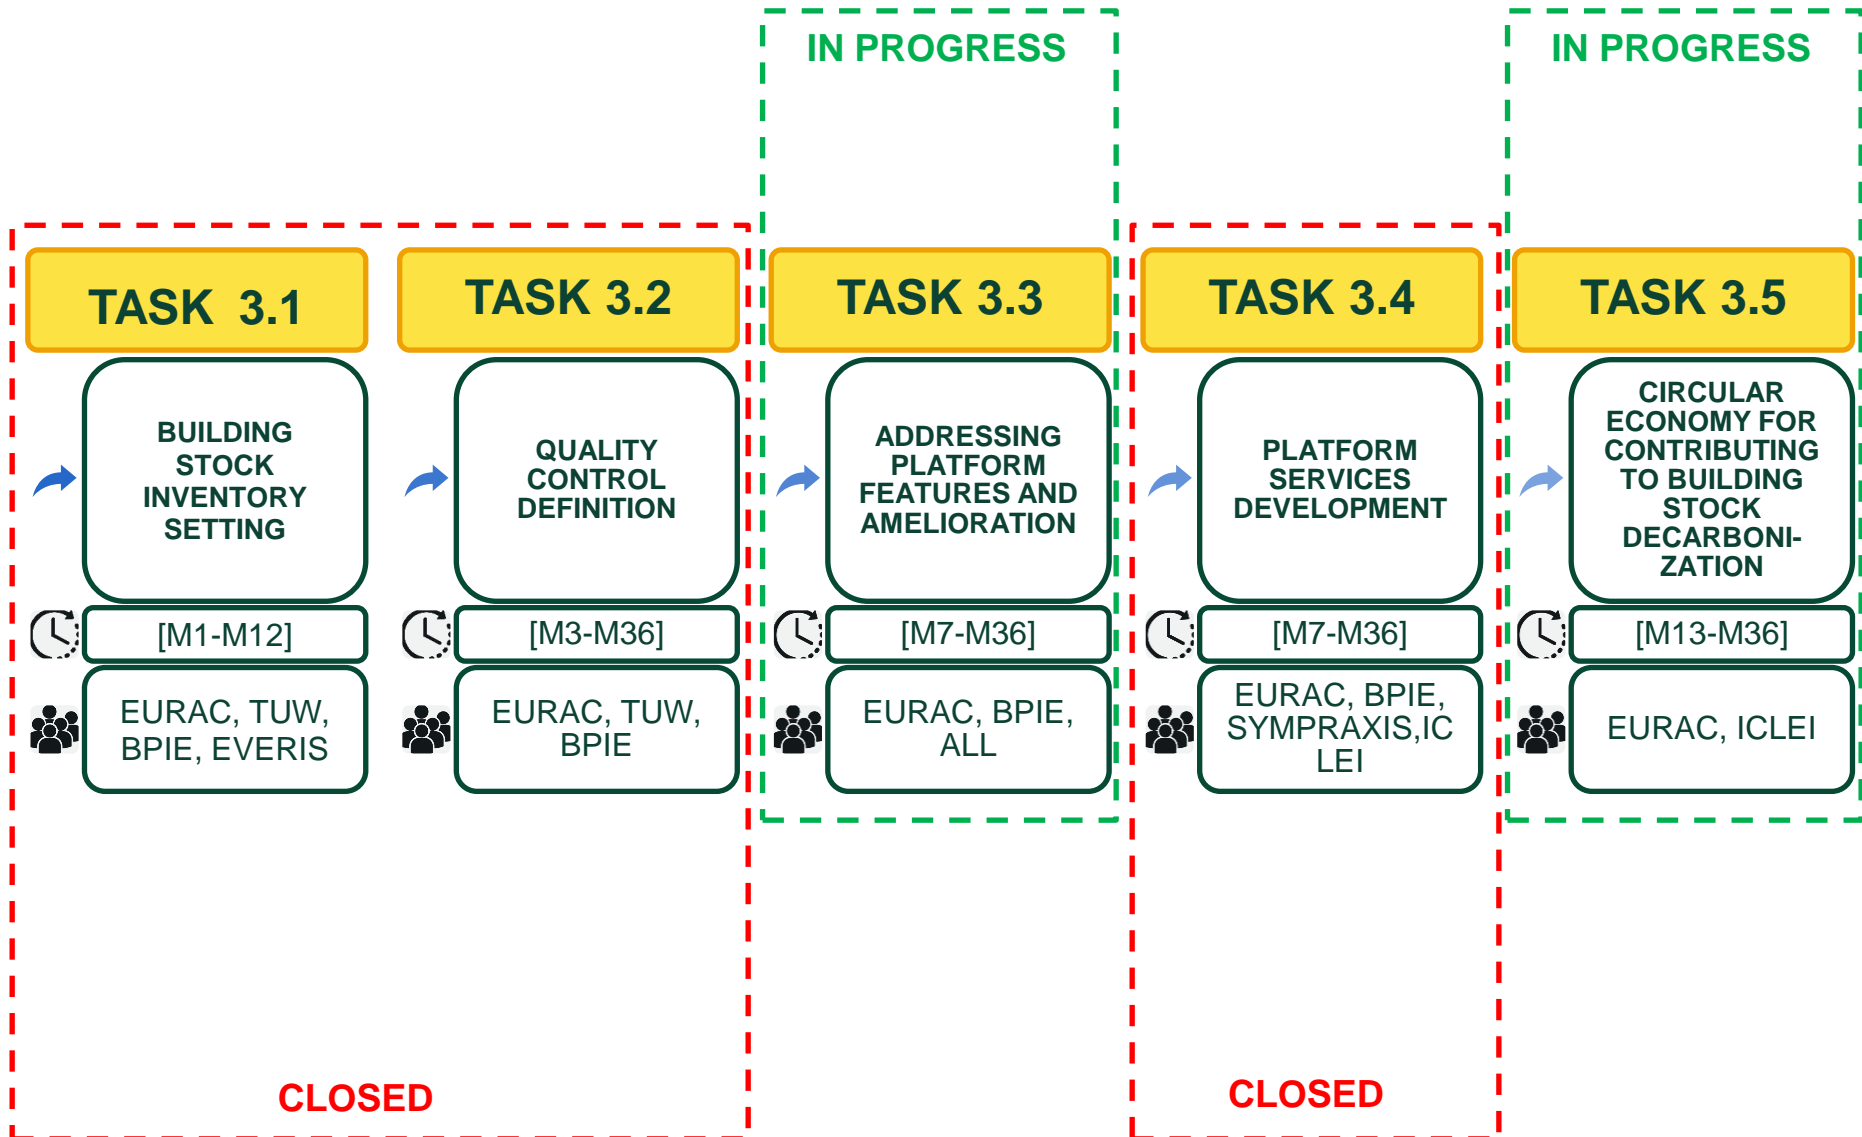 IN PROGRESS
IN PROGRESS
TASK 3.1
TASK 3.2
TASK 3.3
TASK 3.4
TASK 3.5
BUILDING
STOCK
INVENTORY
SETTING
QUALITY
CONTROL
DEFINITION
ADDRESSING
PLATFORM
FEATURES AND
AMELIORATION
PLATFORM
SERVICES
DEVELOPMENT
CIRCULAR
ECONOMY FOR
CONTRIBUTING
TO BUILDING
STOCK
DECARBONI-
ZATION
[M1-M12]
[M3-M36]
[M7-M36]
[M7-M36]
[M13-M36]
EURAC, TUW,
BPIE, EVERIS
EURAC, TUW,
BPIE
EURAC, BPIE,
ALL
EURAC, BPIE,
SYMPRAXIS,IC
LEI
EURAC, ICLEI
CLOSED
CLOSED